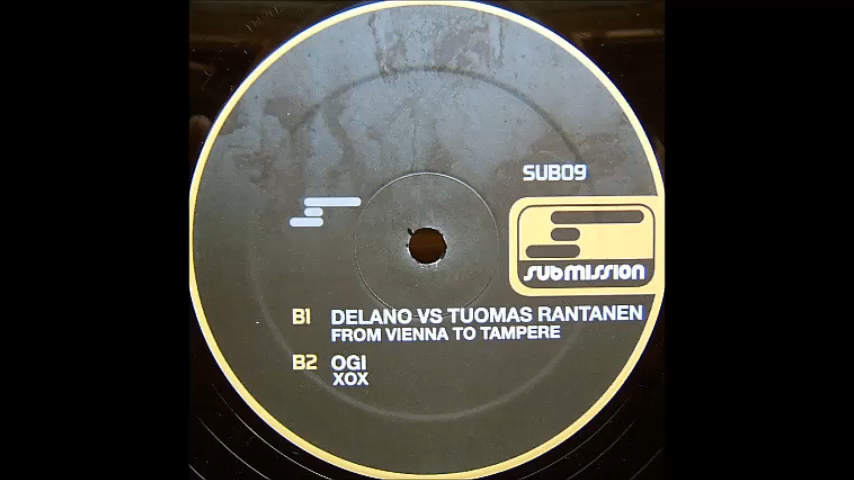 SUB09
submission
B1 DELANO VS TUOMAS RANTANEN
FROM VIENNA TO TAMPERE
B2 OGI
XOX